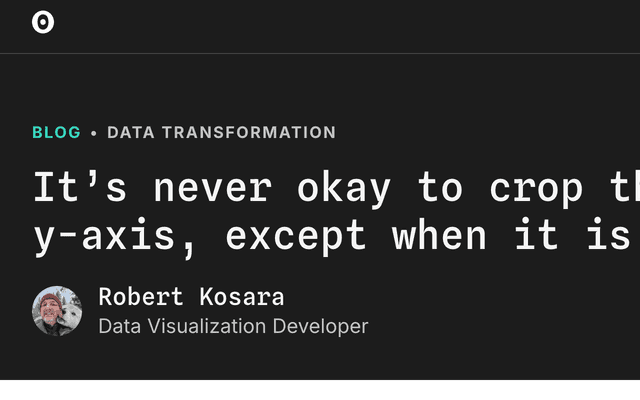 BLOG • DATA TRANSFORMATION
It’s never okay to crop
y-axis, except when it is
Robert Kosara
Data Visualization Developer